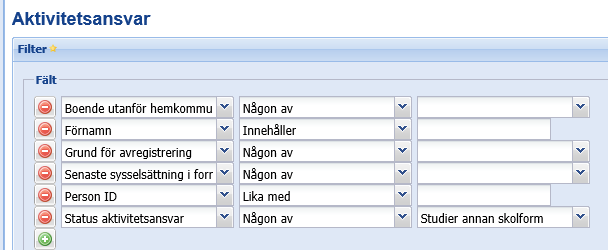 Aktivitetsansvar
Filter
Fält
Boende utanför hemkommu Någon av
Förnamn Innehåller
Grund för avregistrering Någon av
Senaste sysselsättning i forr Någon av
Person ID Lika med
Status aktivitetsansvar Någon av Studier annan skolform